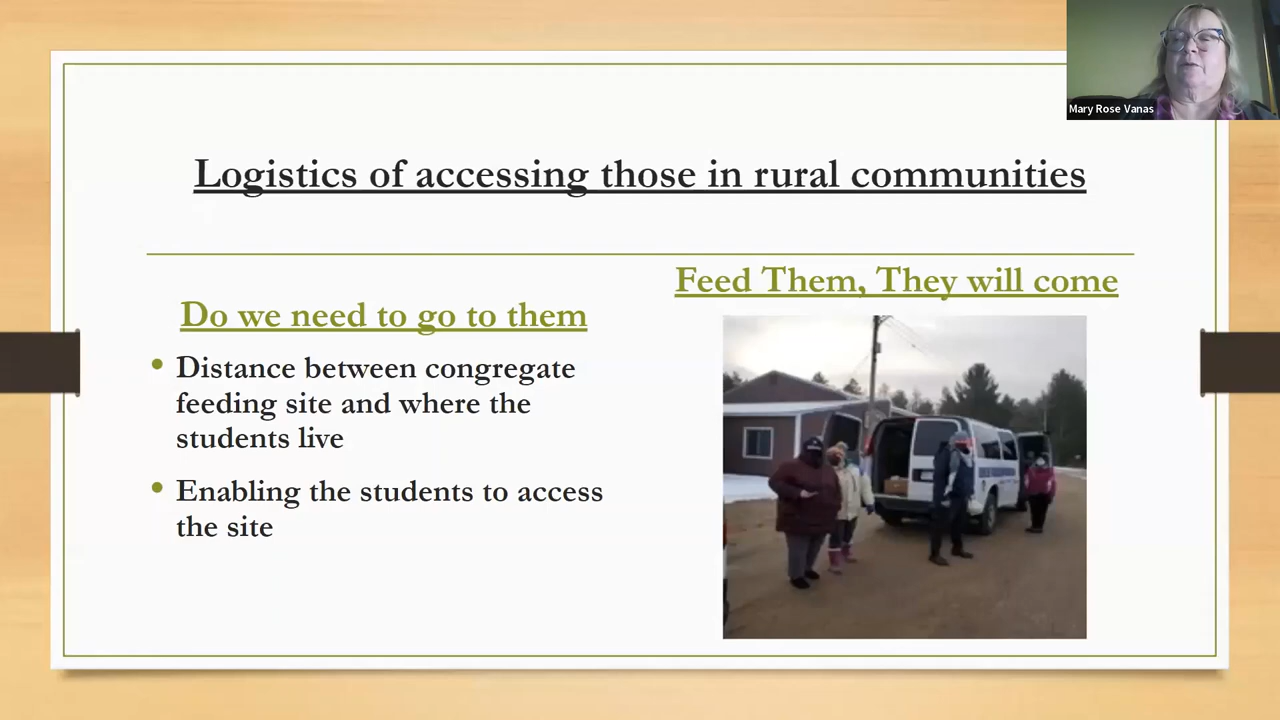 Mary Rose Vanas
Logistics of accessing those in rural communities
Do we need to go to them
• Distance between congregate
feeding site and where the
students live
• Enabling the students to access
the site
Feed Them, They will come